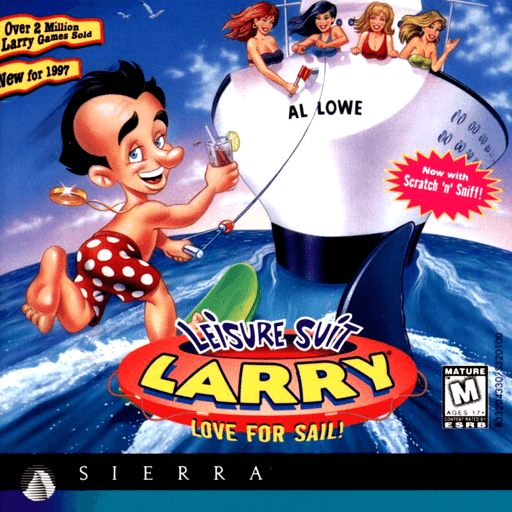 Over 2 Million
Larry Games Sold
New for 1997
AL LOWE
Now with
Scratch 'n' Sniff!
LEiSURE SUiT
LARRY
LOVE FOR SAIL!
MATURE
M
AGES 17+
CONTENT RATED BY
ESRB
SIERRA